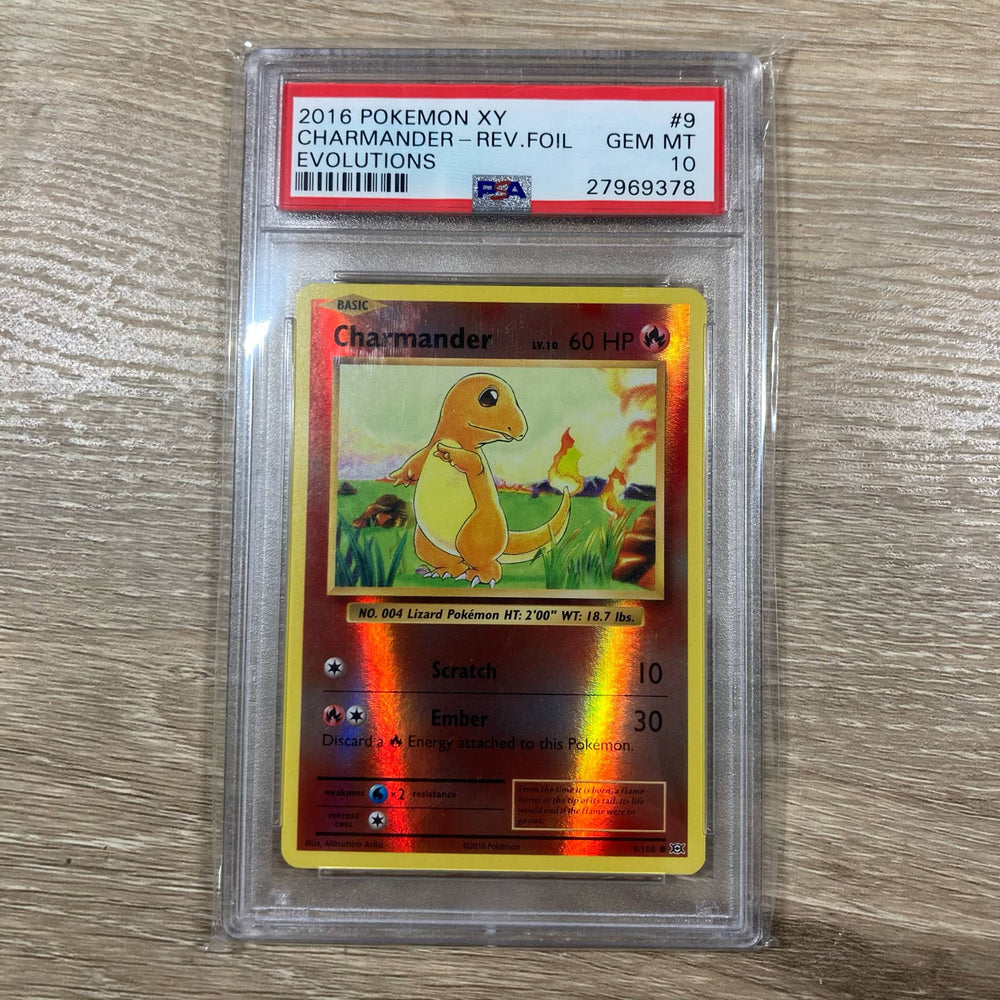 2016 POKEMON XY #9
CHARMANDER - REV.FOIL GEM MT
EVOLUTIONS 10
PSA 27969378
BASIC
Charmander LV.10 60 HP
NO. 004 Lizard Pokémon HT: 2'00" WT: 18.7 lbs.
Scratch 10
Ember 30
Discard a Energy attached to this Pokémon.
weakness ×2 resistance
retreat cost
From the time it is born, a flame
burns at the tip of its tail. Its life
would end if the flame were to
go out.
Illus. Mitsuhiro Arita ©2016 Pokémon 9/108